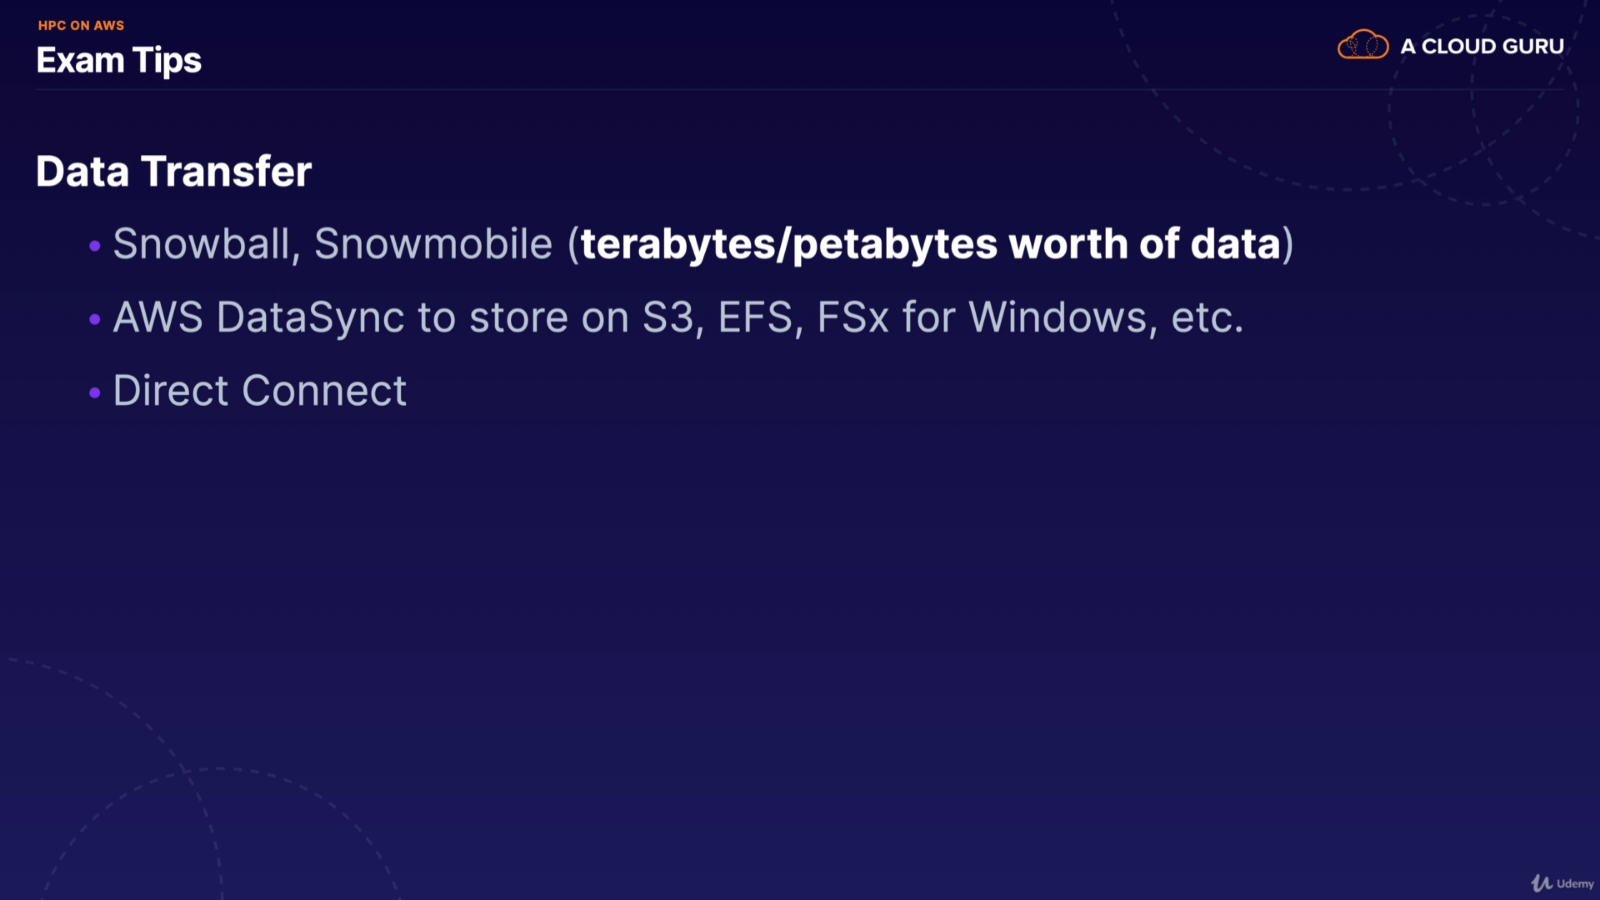 HPC ON AWS
Exam Tips
A CLOUD GURU
Data Transfer
• Snowball, Snowmobile (terabytes/petabytes worth of data)
• AWS DataSync to store on S3, EFS, FSx for Windows, etc.
• Direct Connect
Udemy